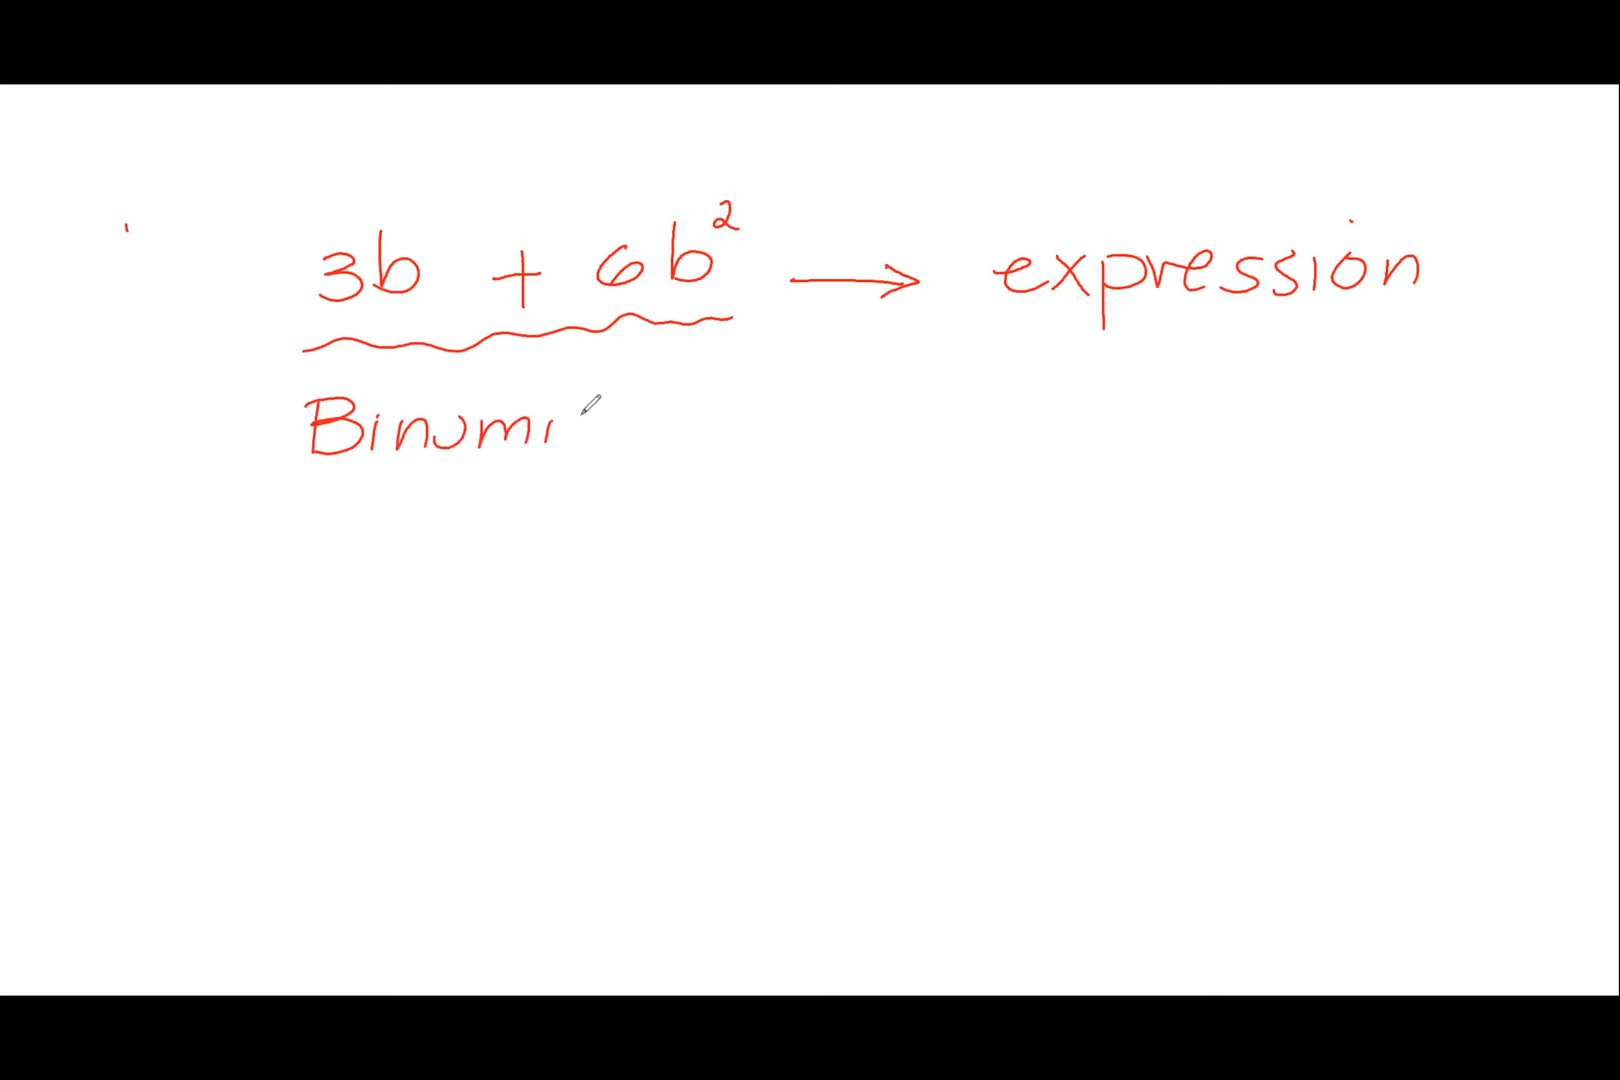 3b + 6b² → expression
Binomi